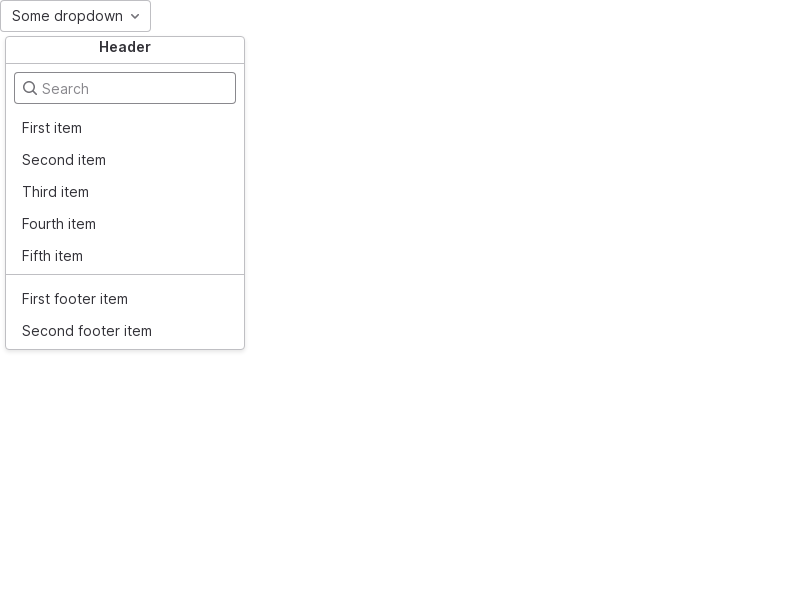 Some dropdown
Header
Search
First item
Second item
Third item
Fourth item
Fifth item
First footer item
Second footer item